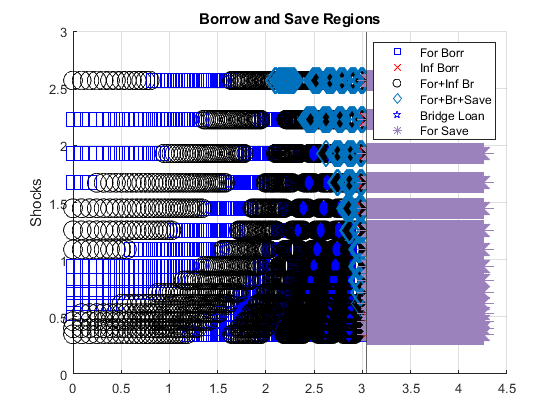 Borrow and Save Regions
3
2.5
2
1.5
1
0.5
0
Shocks
For Borr
Inf Borr
For+Inf Br
For+Br+Save
Bridge Loan
For Save
0 0.5 1 1.5 2 2.5 3 3.5 4 4.5